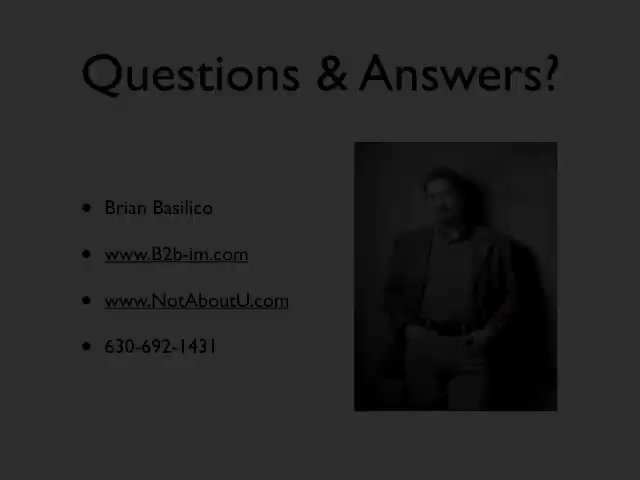 Questions & Answers?
• Brian Basilico
• www.B2b-im.com
• www.NotAboutU.com
• 630-692-1431